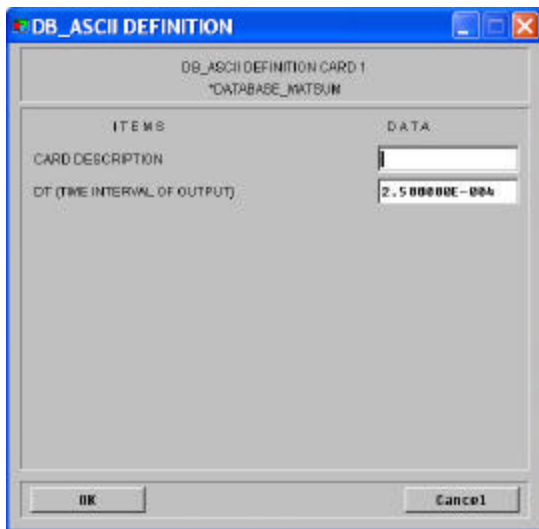 DB_ASCII DEFINITION
DB_ASCII DEFINITION CARD 1
*DATABASE_MATSUM
ITEMS DATA
CARD DESCRIPTION
DT (TIME INTERVAL OF OUTPUT) 2.500000E-004
OK Cancel